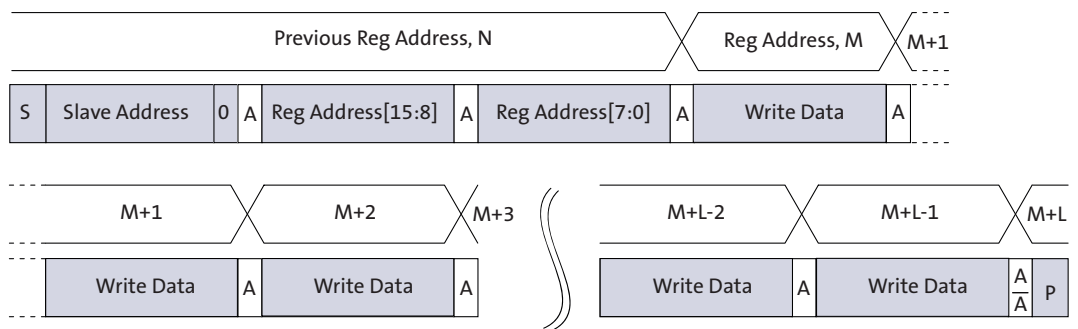 Previous Reg Address, N Reg Address, M M+1
S Slave Address 0 A Reg Address[15:8] A Reg Address[7:0] A Write Data A
M+1 M+2 M+3 M+L-2 M+L-1 M+L
Write Data A Write Data A Write Data A Write Data A/A̅ P